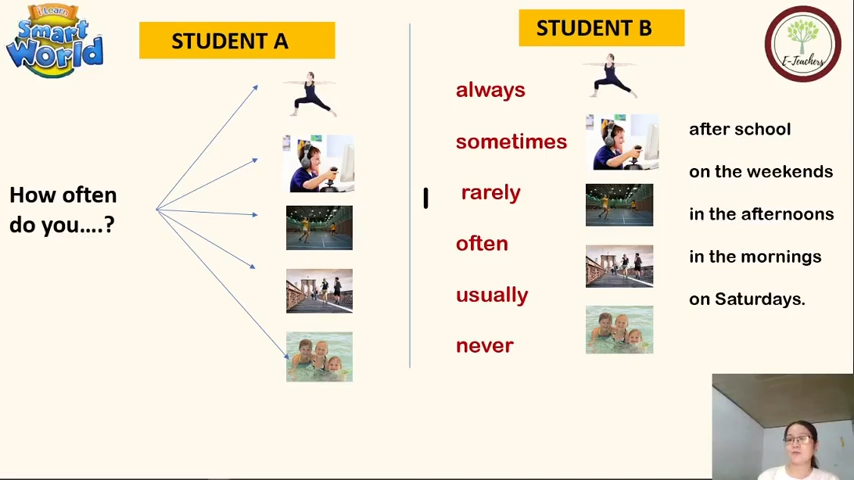 i-Learn
Smart
World
STUDENT A
How often
do you....?
STUDENT B
I
always
sometimes
rarely
often
usually
never
after school
on the weekends
in the afternoons
in the mornings
on Saturdays.
E-Teachers